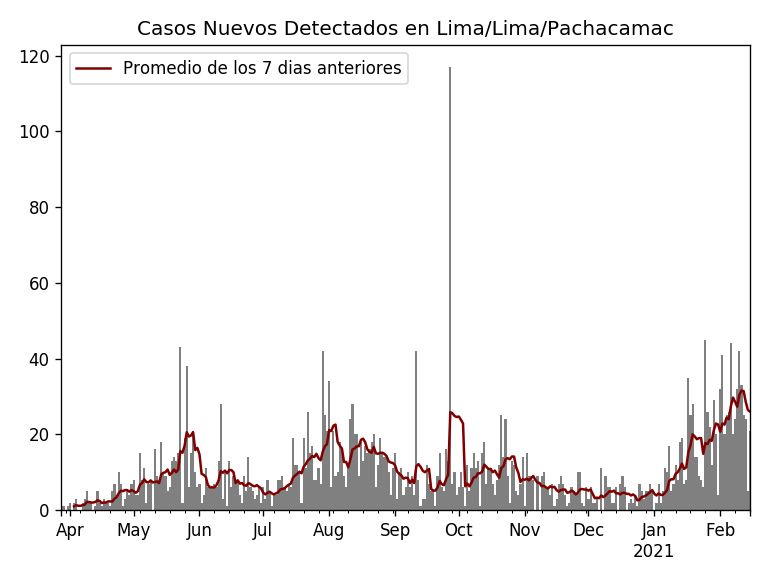 Casos Nuevos Detectados en Lima/Lima/Pachacamac
Promedio de los 7 dias anteriores
120
100
80
60
40
20
0
Apr May Jun Jul Aug Sep Oct Nov Dec Jan Feb
2021